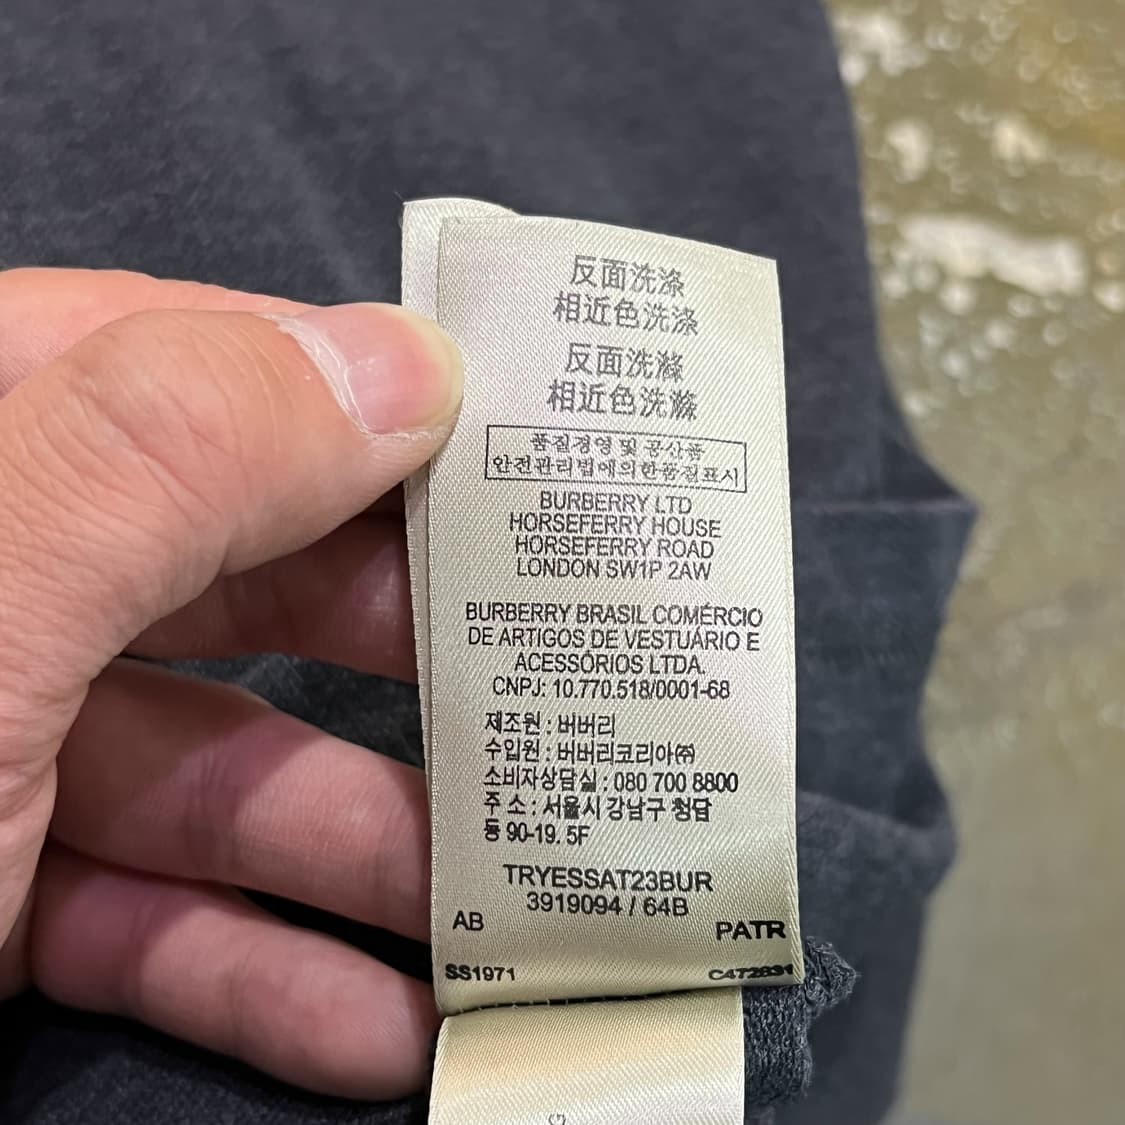 反面洗涤
相近色洗涤
反面洗滌
相近色洗滌
품질경영 및 공산품
안전관리법에의한품질표시
BURBERRY LTD
HORSEFERRY HOUSE
HORSEFERRY ROAD
LONDON SW1P 2AW
BURBERRY BRASIL COMÉRCIO
DE ARTIGOS DE VESTUÁRIO E
ACESSÓRIOS LTDA.
CNPJ: 10.770.518/0001-68
제조원 : 버버리
수입원 : 버버리코리아㈜
소비자상담실 : 080 700 8800
주 소 : 서울시 강남구 청담
동 90-19. 5F
TRYESSAT23BUR
3919094 / 64B
AB
PATR
SS1971